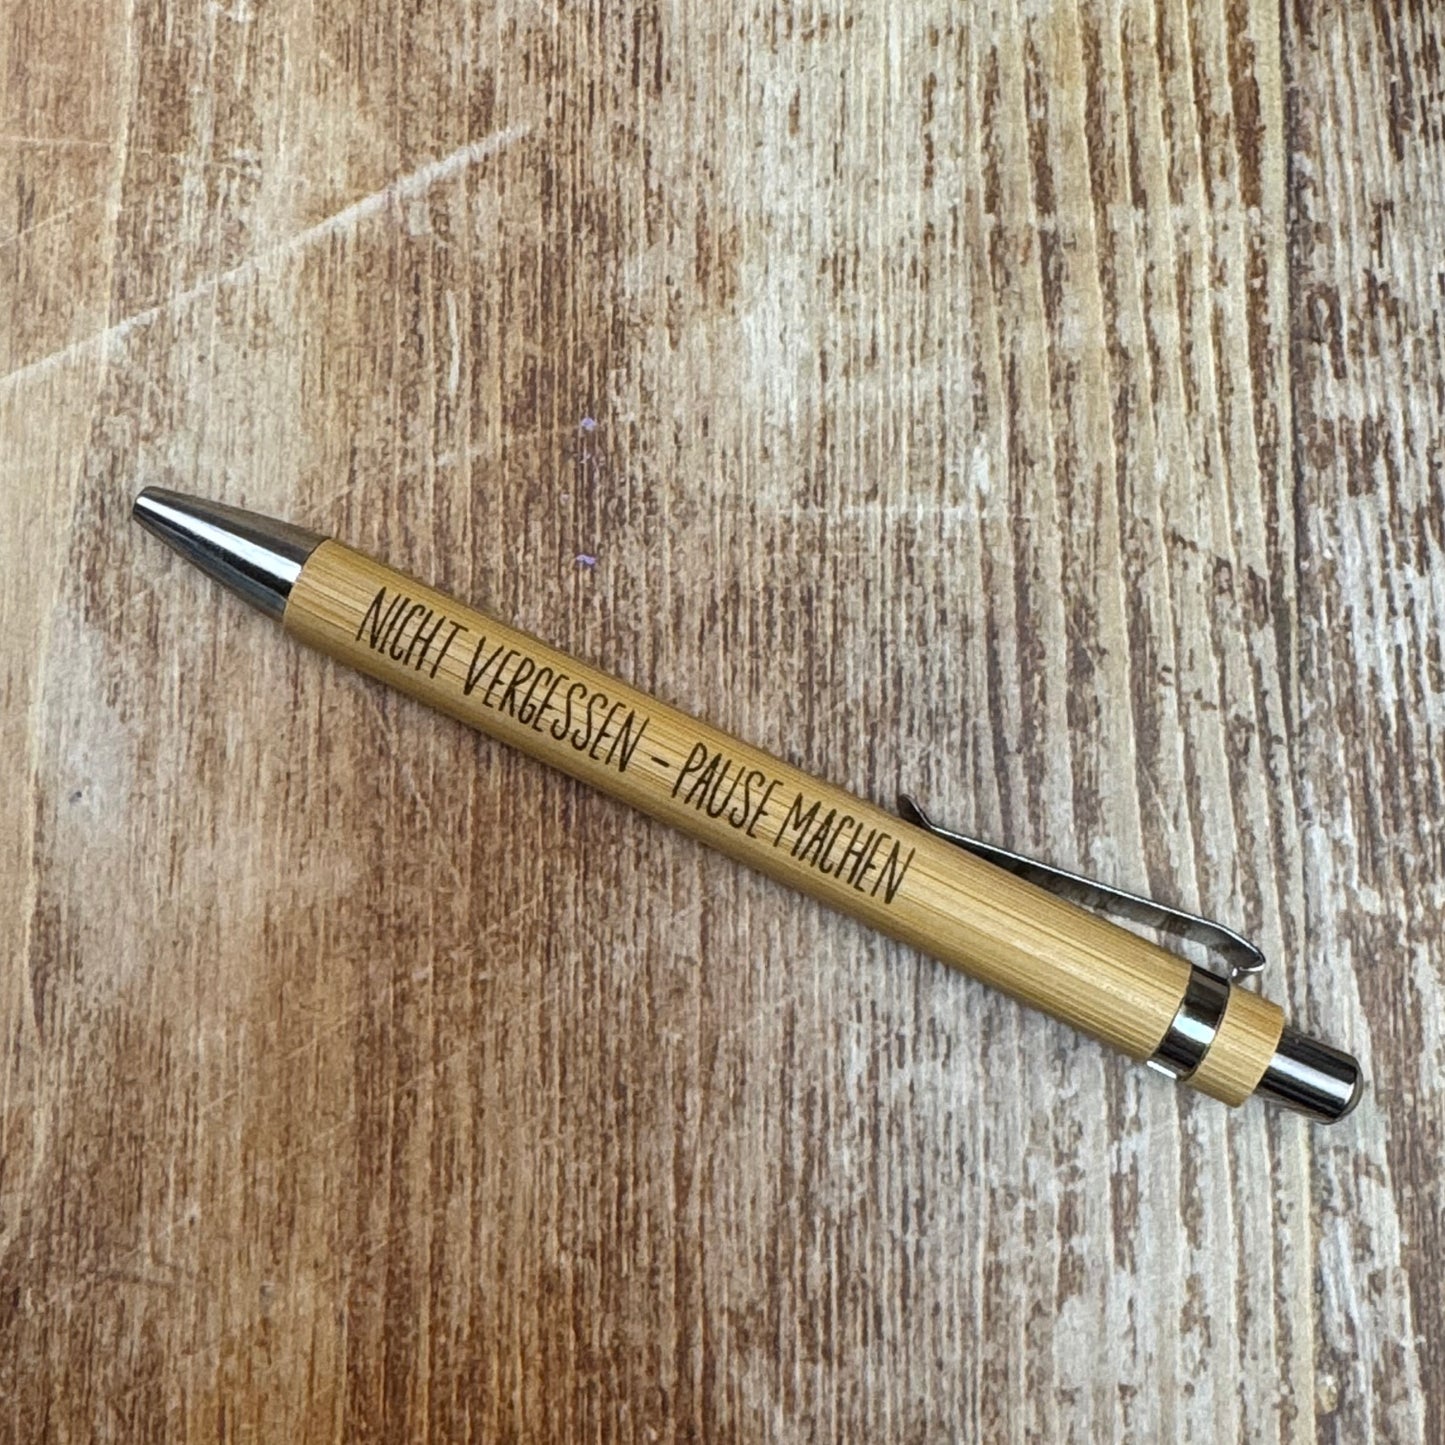 NICHT VERGESSEN - PAUSE MACHEN